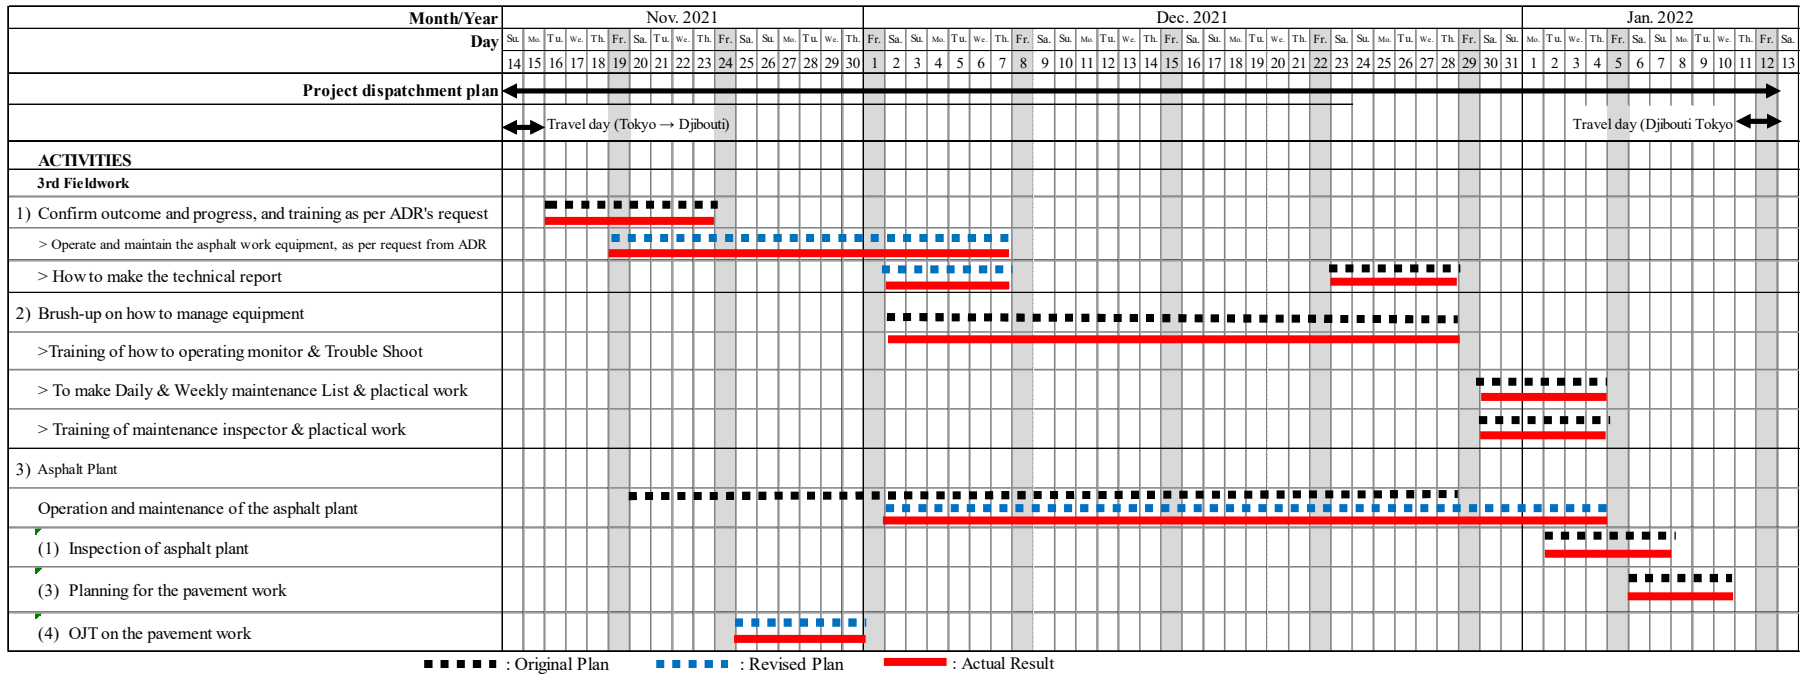 Month/Year Nov. 2021 Dec. 2021 Jan. 2022
Day Su. Mo. Tu. We. Th. Fr. Sa. Tu. We. Th. Fr. Sa. Su. Mo. Tu. We. Th. Fr. Sa. Su. Mo. Tu. We. Th. Fr. Sa. Su. Mo. Tu. We. Th. Fr. Sa. Su. Mo. Tu. We. Th. Fr. Sa. Su. Mo. Tu. We. Th. Fr. Sa. Su. Mo. Tu. We. Th. Fr. Sa. Su. Tu. Mo. We. Th. Fr. Sa.
14 15 16 17 18 19 20 21 22 23 24 25 26 27 28 29 30 1 2 3 4 5 6 7 8 9 10 11 12 13 14 15 16 17 18 19 20 21 22 23 24 25 26 27 28 29 30 31 1 2 3 4 5 6 7 8 9 10 11 12 13
Project dispatchment plan
Travel day (Tokyo → Djibouti) Travel day (Djibouti Tokyo
ACTIVITIES
3rd Fieldwork
1) Confirm outcome and progress, and training as per ADR's request
> Operate and maintain the asphalt work equipment, as per request from ADR
> How to make the technical report
2) Brush-up on how to manage equipment
>Training of how to operating monitor & Trouble Shoot
> To make Daily & Weekly maintenance List & plactical work
> Training of maintenance inspector & plactical work
3) Asphalt Plant
Operation and maintenance of the asphalt plant
(1) Inspection of asphalt plant
(3) Planning for the pavement work
(4) OJT on the pavement work
: Original Plan : Revised Plan : Actual Result